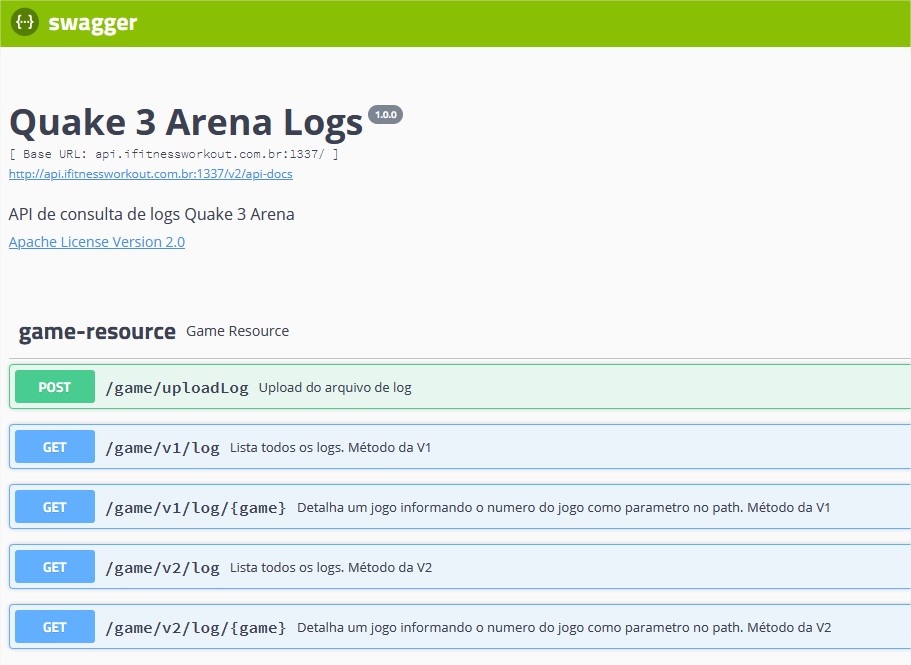 {··} swagger
Quake 3 Arena Logs 1.0.0
[ Base URL: api.ifitnessworkout.com.br:1337/ ]
http://api.ifitnessworkout.com.br:1337/v2/api-docs
API de consulta de logs Quake 3 Arena
Apache License Version 2.0
game-resource Game Resource
POST /game/uploadLog Upload do arquivo de log
GET /game/v1/log Lista todos os logs. Método da V1
GET /game/v1/log/{game} Detalha um jogo informando o numero do jogo como parametro no path. Método da V1
GET /game/v2/log Lista todos os logs. Método da V2
GET /game/v2/log/{game} Detalha um jogo informando o numero do jogo como parametro no path. Método da V2